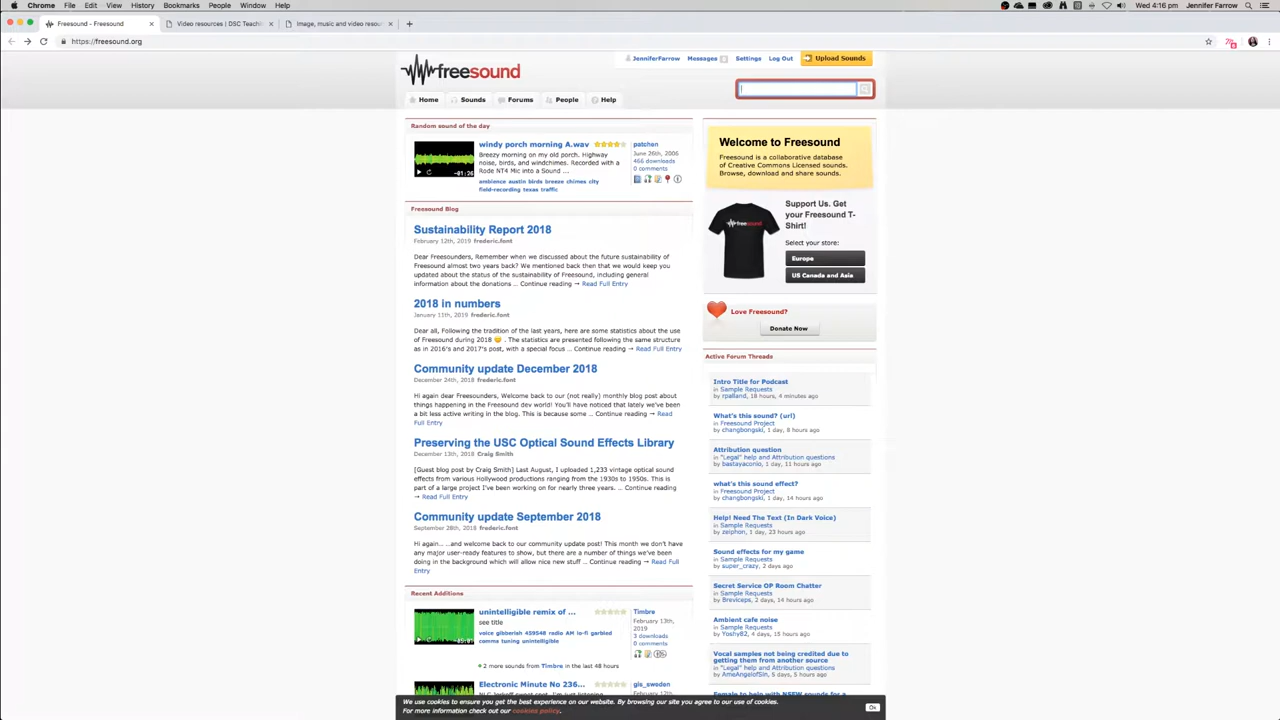 Chrome File Edit View History Bookmarks People Window Help Wed 4:16 pm Jennifer Farrow
Freesound - Freesound Video resources | DSC Teachi Image, music and video resou
https://freesound.org
JenniferFarrow Messages Settings Log Out Upload Sounds
freesound
Home Sounds Forums People Help
Random sound of the day
windy porch morning A.wav
Breezy morning on my old porch. Highway
noise, birds, and windchimes. Recorded with a
Rode NT4 Mic into a Sound ...
ambience austin birds breeze chimes city
field-recording texas traffic
-01:26
patchen
June 26th, 2006
466 downloads
0 comments
Freesound Blog
Sustainability Report 2018
February 12th, 2019 frederic.font
Dear Freesounders, Remember when we discussed about the future sustainability of
Freesound almost two years back? We mentioned back then that we would keep you
updated about the status of the sustainability of Freesound, including general
information about the donations ... Continue reading → Read Full Entry
2018 in numbers
January 11th, 2019 frederic.font
Dear all, Following the tradition of the last years, here are some statistics about the use
of Freesound during 2018 🙂 . The statistics are presented following the same structure
as in 2016's and 2017's post, with a special focus ... Continue reading → Read Full Entry
Community update December 2018
December 24th, 2018 frederic.font
Hi again dear Freesounders, Welcome back to our (not really) monthly blog post about
things happening in the Freesound dev world! You've noticed that lately we've been
a bit less active writing in the blog. This is because some ... Continue reading → Read
Full Entry
Preserving the USC Optical Sound Effects Library
December 13th, 2018 Craig Smith
[Guest blog post by Craig Smith] Last August, I uploaded 1,233 vintage optical sound
effects from various Hollywood productions ranging from the 1930s to 1950s. This is
part of a large project I've been working on for nearly three years. ... Continue reading
→ Read Full Entry
Community update September 2018
September 28th, 2018 frederic.font
Hi again... ...and welcome back to our community update post! This month we don't have
any major user-ready features to show, but there are a number of things we've been
doing in the background which will allow nice new stuff ... Continue reading → Read Full
Entry
Recent Additions
unintelligible remix of ...
see title
voice gibberish 459548 radio AM lo-fi garbled
comms tuning unintelligible
Timbre
February 13th,
2019
3 downloads
0 comments
2 more sounds from Timbre in the last 48 hours
Electronic Minute No 236...
gis_sweden
Welcome to Freesound
Freesound is a collaborative database
of Creative Commons Licensed sounds.
Browse, download and share sounds.
Support Us. Get
your Freesound T-
Shirt!
freesound
Select your store:
Europe
US Canada and Asia
Love Freesound?
Donate Now
Active Forum Threads
Intro Title for Podcast
in Sample Requests
by rpalland, 18 hours, 4 minutes ago
What's this sound? (url)
in Freesound Project
by changbongski, 1 day, 8 hours ago
Attribution question
in "Legal" help and Attribution questions
by bastayaconlo, 1 day, 11 hours ago
what's this sound effect?
in Freesound Project
by changbongski, 1 day, 14 hours ago
Help! Need The Text (In Dark Voice)
in Sample Requests
by zelphon, 1 day, 23 hours ago
Sound effects for my game
in Sample Requests
by super_crazy, 2 days ago
Secret Service OP Room Chatter
in Sample Requests
by Breviceps, 2 days, 14 hours ago
Ambient cafe noise
in Sample Requests
by Yoshy82, 4 days, 15 hours ago
Vocal samples not being credited due to
getting them from another source
in "Legal" help and Attribution questions
by AmeAngelofSin, 5 days, 5 hours ago
We use cookies to ensure you get the best experience on our website. By browsing our site you agree to our use of cookies.
For more information check out our cookies policy.
Ok